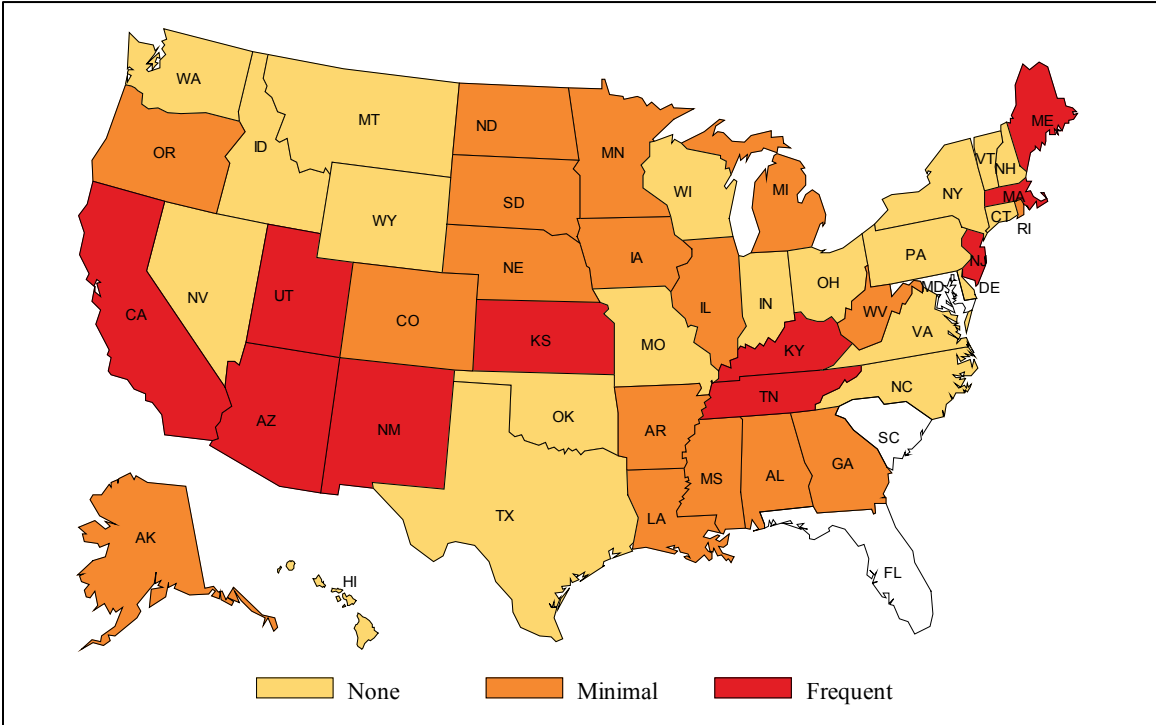 WA
MT
ND
MN
ME
OR
ID
WI
MI
VT
NH
NY
MA
CT
RI
WY
SD
IA
NE
PA
NJ
OH
MD
DE
NV
UT
CO
IL
IN
WV
VA
CA
KS
MO
KY
NC
TN
AZ
NM
OK
AR
SC
MS
AL
GA
TX
LA
AK
HI
FL
None
Minimal
Frequent